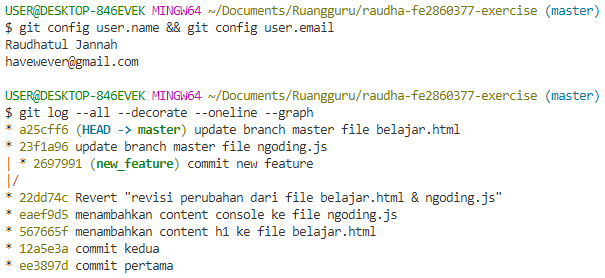 USER@DESKTOP-846EVEK MINGW64 ~/Documents/Ruangguru/raudha-fe2860377-exercise (master)
$ git config user.name && git config user.email
Raudhatul Jannah
havewever@gmail.com

USER@DESKTOP-846EVEK MINGW64 ~/Documents/Ruangguru/raudha-fe2860377-exercise (master)
$ git log --all --decorate --oneline --graph
* a25cff6 (HEAD -> master) update branch master file belajar.html
* 23f1a96 update branch master file ngoding.js
| * 2697991 (new_feature) commit new feature
|/
* 22dd74c Revert "revisi perubahan dari file belajar.html & ngoding.js"
* eaef9d5 menambahkan content console ke file ngoding.js
* 567665f menambahkan content h1 ke file belajar.html
* 12a5e3a commit kedua
* ee3897d commit pertama